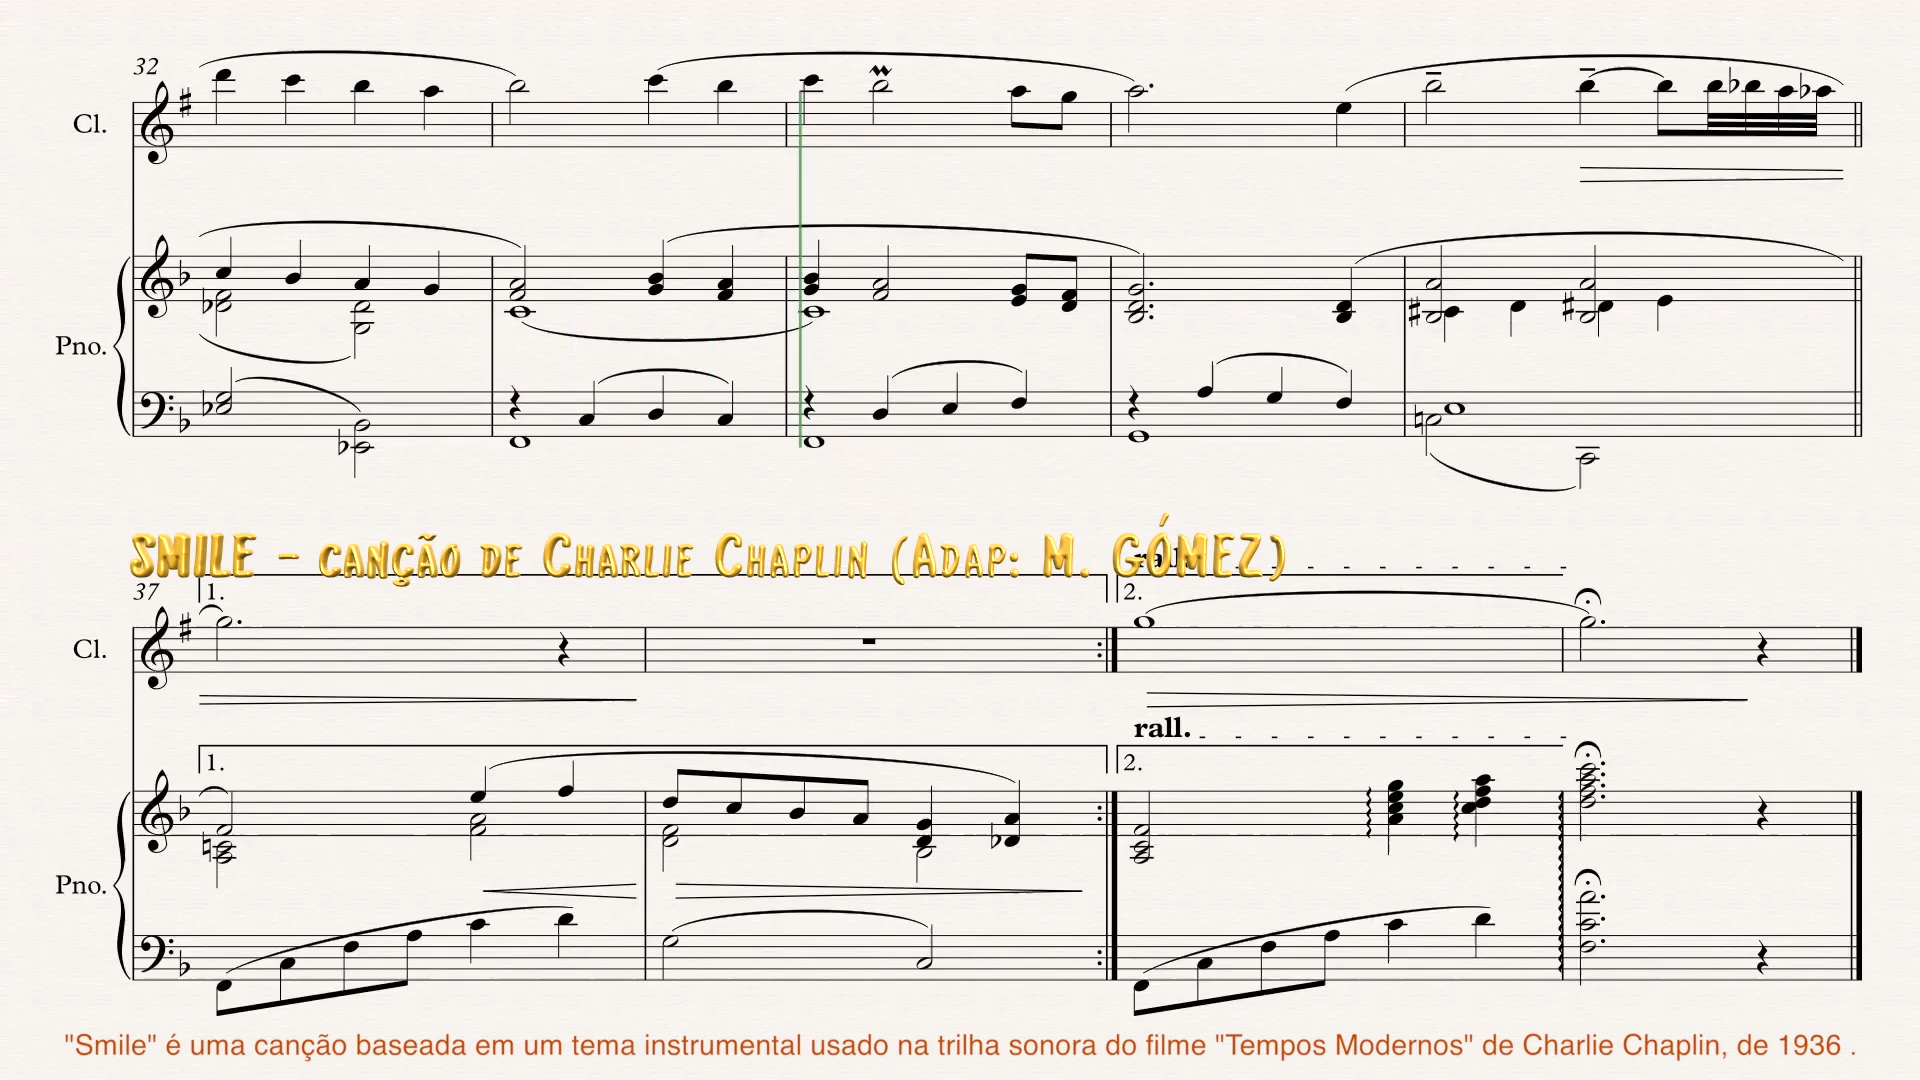 32
Cl.
Pno.
SMILE - canção de Charlie Chaplin (Adap: M. GÓMEZ)
rall.
37
1.
2.
Cl.
rall.
1.
2.
Pno.
"Smile" é uma canção baseada em um tema instrumental usado na trilha sonora do filme "Tempos Modernos" de Charlie Chaplin, de 1936 .